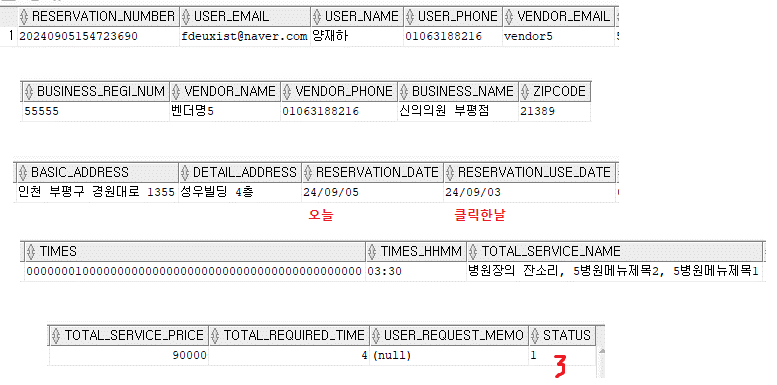 RESERVATION_NUMBER USER_EMAIL USER_NAME USER_PHONE VENDOR_EMAIL
1 20240905154723690 fdeuxist@naver.com 양재하 01063188216 vendor5
BUSINESS_REGI_NUM VENDOR_NAME VENDOR_PHONE BUSINESS_NAME ZIPCODE
55555 벤더명5 01063188216 신의의원 부평점 21389
BASIC_ADDRESS DETAIL_ADDRESS RESERVATION_DATE RESERVATION_USE_DATE
인천 부평구 경원대로 1355 성우빌딩 4층 24/09/05 24/09/03
오늘 클릭한날
TIMES TIMES_HHMM TOTAL_SERVICE_NAME
03:30 병원장의 잔소리, 5병원메뉴제목2, 5병원메뉴제목1
TOTAL_SERVICE_PRICE TOTAL_REQUIRED_TIME USER_REQUEST_MEMO STATUS
90000 4 (null) 1
3